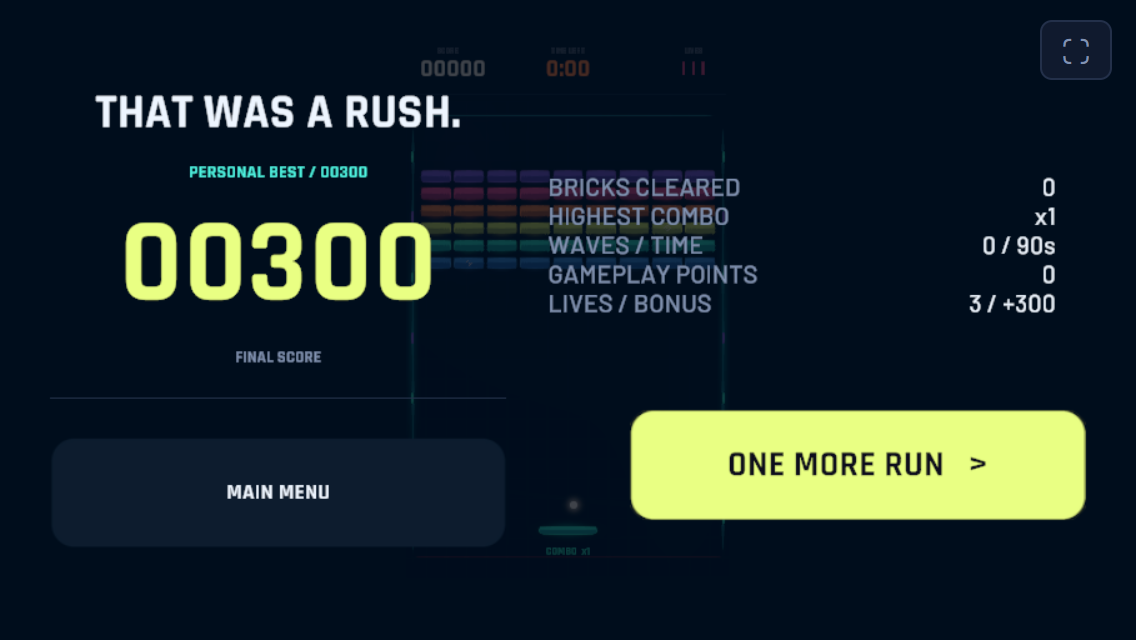 00000
0:00
THAT WAS A RUSH.
PERSONAL BEST / 00300
00300
FINAL SCORE
BRICKS CLEARED 0
HIGHEST COMBO x1
WAVES / TIME 0 / 90s
GAMEPLAY POINTS 0
LIVES / BONUS 3 / +300
MAIN MENU
ONE MORE RUN >
COMBO x1